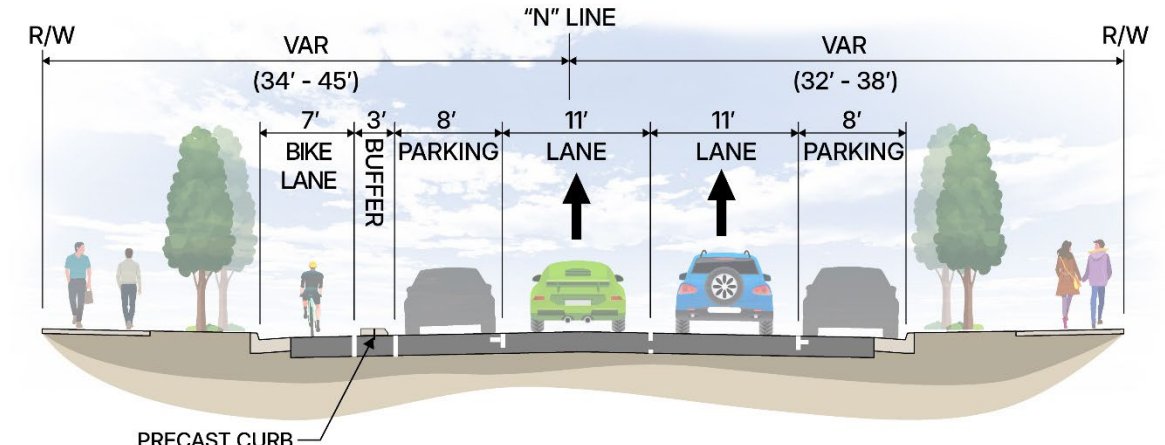 “N” LINE
R/W
VAR
(34’ - 45’)
VAR
(32’ - 38’)
R/W
7’
BIKE
LANE
3’
BUFFER
8’
PARKING
11’
LANE
11’
LANE
8’
PARKING
PRECAST CURB